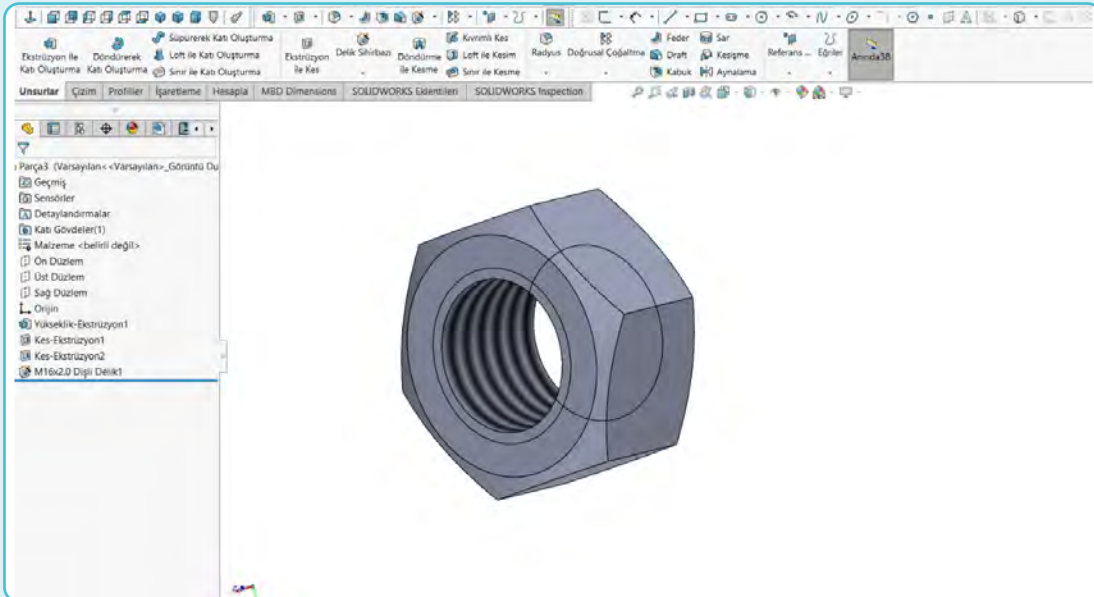 Süpürerek Katı Oluşturma
Ekstrüzyon İle Katı Oluşturma
Döndürerek Katı Oluşturma
Loft ile Katı Oluşturma
Sınır ile Katı Oluşturma
Ekstrüzyon ile Kes
Delik Sihirbazı
Döndürme ile Kesme
Kıvrımlı Kes
Loft ile Kesim
Sınır ile Kesme
Radyus
Doğrusal Çoğaltma
Feder
Draft
Kabuk
Sar
Kesişme
Aynalama
Referans ...
Eğriler
Anında3B
Unsurlar Çizim Profiller İşaretleme Hesapla MBD Dimensions SOLIDWORKS Eklentileri SOLIDWORKS Inspection
Parça3 (Varsayılan<<Varsayılan>_Görüntü Du
Geçmiş
Sensörler
Detaylandırmalar
Katı Gövdeler(1)
Malzeme <belirli değil>
Ön Düzlem
Üst Düzlem
Sağ Düzlem
Orijin
Yükseklik-Ekstrüzyon1
Kes-Ekstrüzyon1
Kes-Ekstrüzyon2
M16x2.0 Dişli Delik1